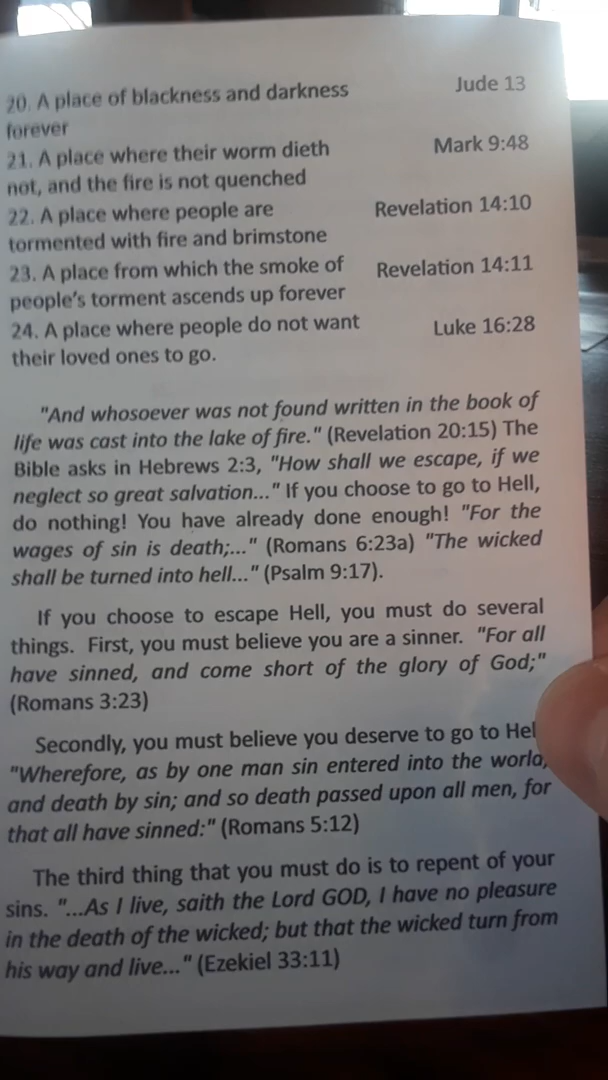 20. A place of blackness and darkness Jude 13
forever
21. A place where their worm dieth Mark 9:48
not, and the fire is not quenched
22. A place where people are Revelation 14:10
tormented with fire and brimstone
23. A place from which the smoke of Revelation 14:11
people's torment ascends up forever
24. A place where people do not want Luke 16:28
their loved ones to go.
"And whosoever was not found written in the book of
life was cast into the lake of fire." (Revelation 20:15) The
Bible asks in Hebrews 2:3, "How shall we escape, if we
neglect so great salvation..." If you choose to go to Hell,
do nothing! You have already done enough! "For the
wages of sin is death;..." (Romans 6:23a) "The wicked
shall be turned into hell..." (Psalm 9:17).
If you choose to escape Hell, you must do several
things. First, you must believe you are a sinner. "For all
have sinned, and come short of the glory of God;"
(Romans 3:23)
Secondly, you must believe you deserve to go to Hel
"Wherefore, as by one man sin entered into the world,
and death by sin; and so death passed upon all men, for
that all have sinned:" (Romans 5:12)
The third thing that you must do is to repent of your
sins. "...As I live, saith the Lord GOD, I have no pleasure
in the death of the wicked; but that the wicked turn from
his way and live..." (Ezekiel 33:11)